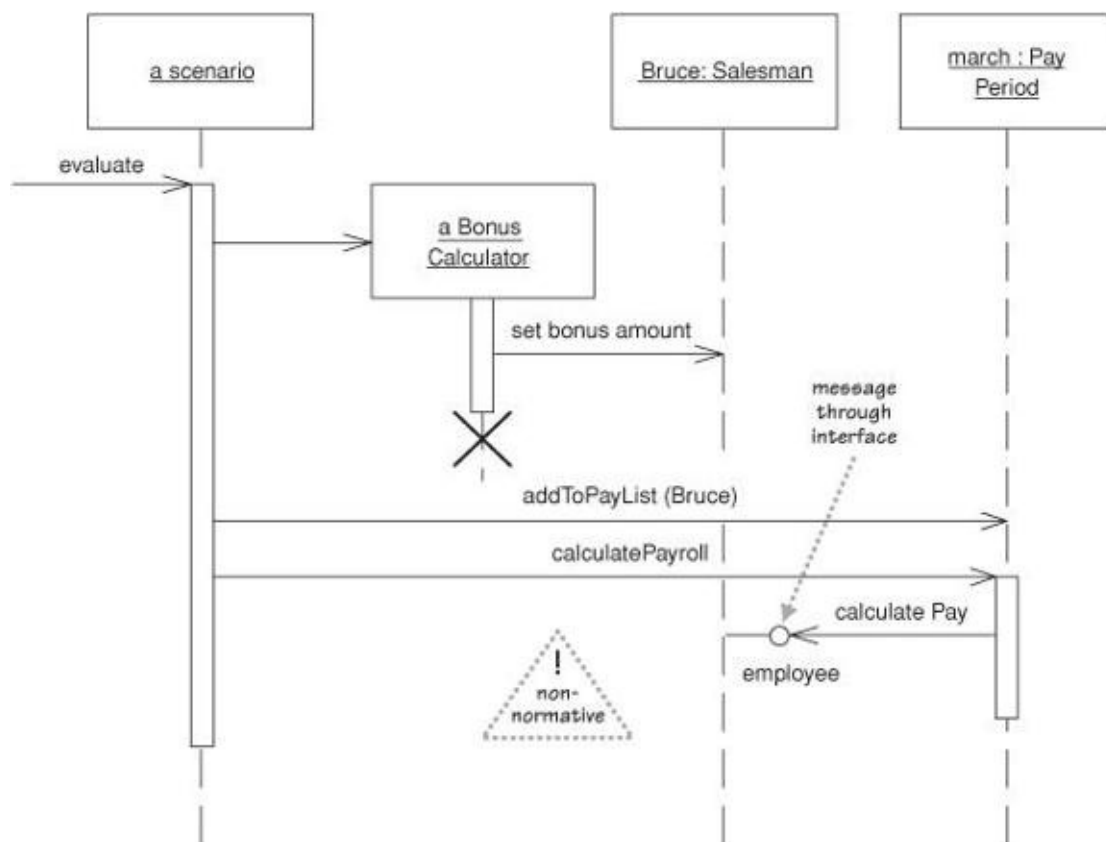 a scenario
Bruce: Salesman
march : Pay
Period
evaluate
a Bonus
Calculator
set bonus amount
message
through
interface
addToPayList (Bruce)
calculatePayroll
calculate Pay
employee
!
non-
normative